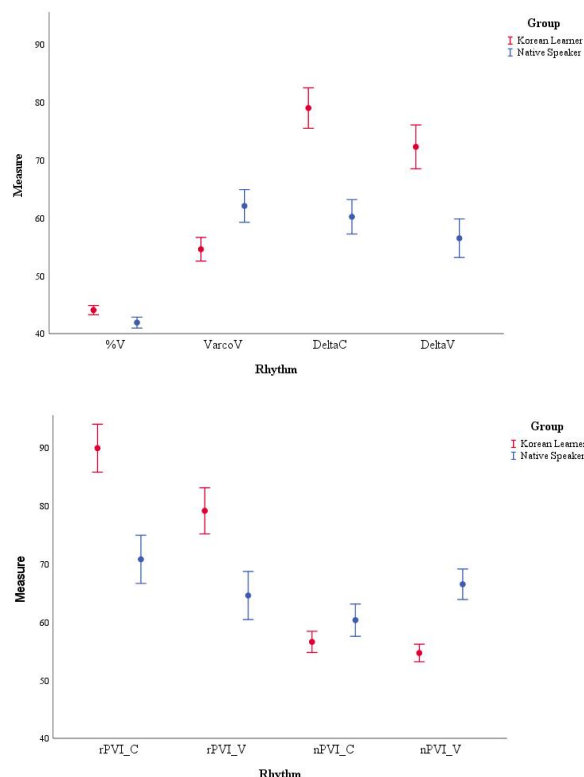 Group
Korean Learner
Native Speaker
90
80
70
60
50
40
Measure
%V VarcoV DeltaC DeltaV
Rhythm
Group
Korean Learner
Native Speaker
90
80
70
60
50
40
Measure
rPVI_C rPVI_V nPVI_C nPVI_V
Rhythm